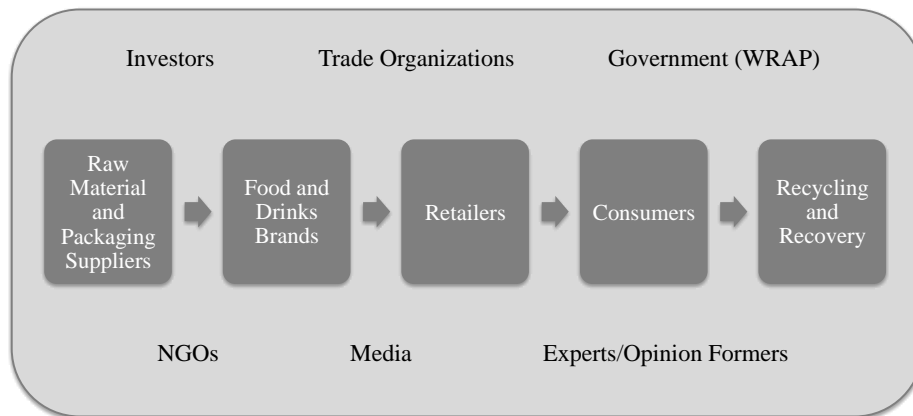 Investors
Trade Organizations
Government (WRAP)
Raw
Material
and
Packaging
Suppliers
Food and
Drinks
Brands
Retailers
Consumers
Recycling
and
Recovery
NGOs
Media
Experts/Opinion Formers